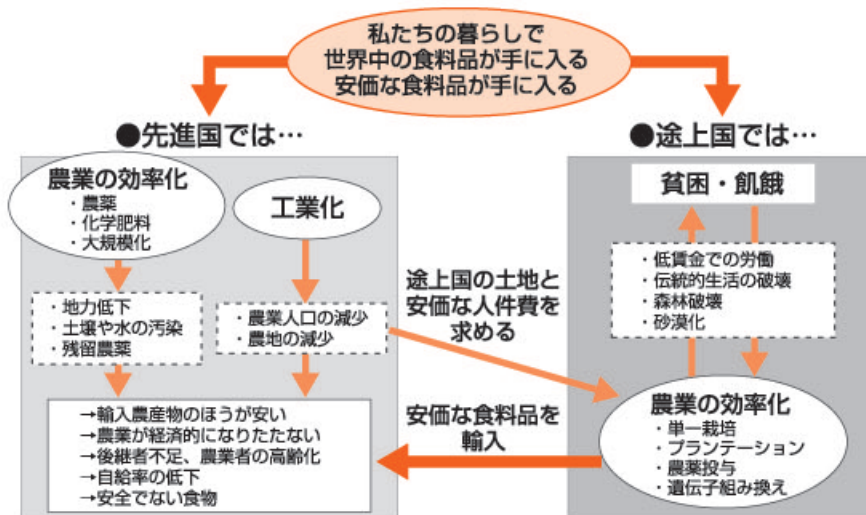 私たちの暮らしで
世界中の食料品が手に入る
安価な食料品が手に入る
●先進国では…
農業の効率化
・農薬
・化学肥料
・大規模化
工業化
・地力低下
・土壌や水の汚染
・残留農薬
・農業人口の減少
・農地の減少
→輸入農産物のほうが安い
→農業が経済的になりたたない
→後継者不足、農業者の高齢化
→自給率の低下
→安全でない食物
途上国の土地と
安価な人件費を
求める
安価な食料品を
輸入
●途上国では…
貧困・飢餓
・低賃金での労働
・伝統的生活の破壊
・森林破壊
・砂漠化
農業の効率化
・単一栽培
・プランテーション
・農薬投与
・遺伝子組み換え